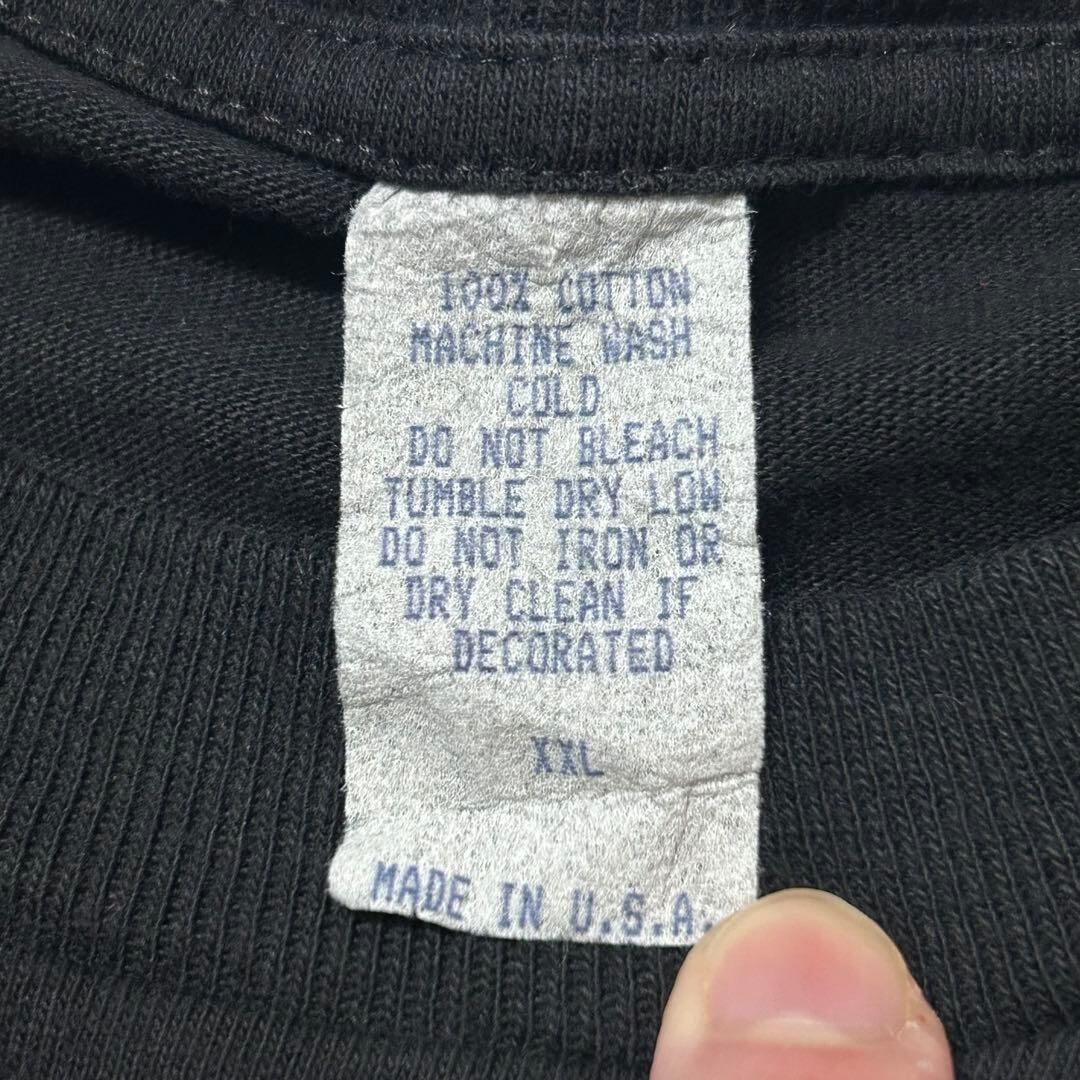 100% COTTON
MACHINE WASH
COLD
DO NOT BLEACH
TUMBLE DRY LOW
DO NOT IRON OR
DRY CLEAN IF
DECORATED
XXL
MADE IN U.S.A.